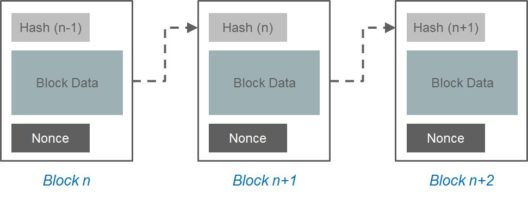 Hash (n-1)
Block Data
Nonce
Block n
Hash (n)
Block Data
Nonce
Block n+1
Hash (n+1)
Block Data
Nonce
Block n+2